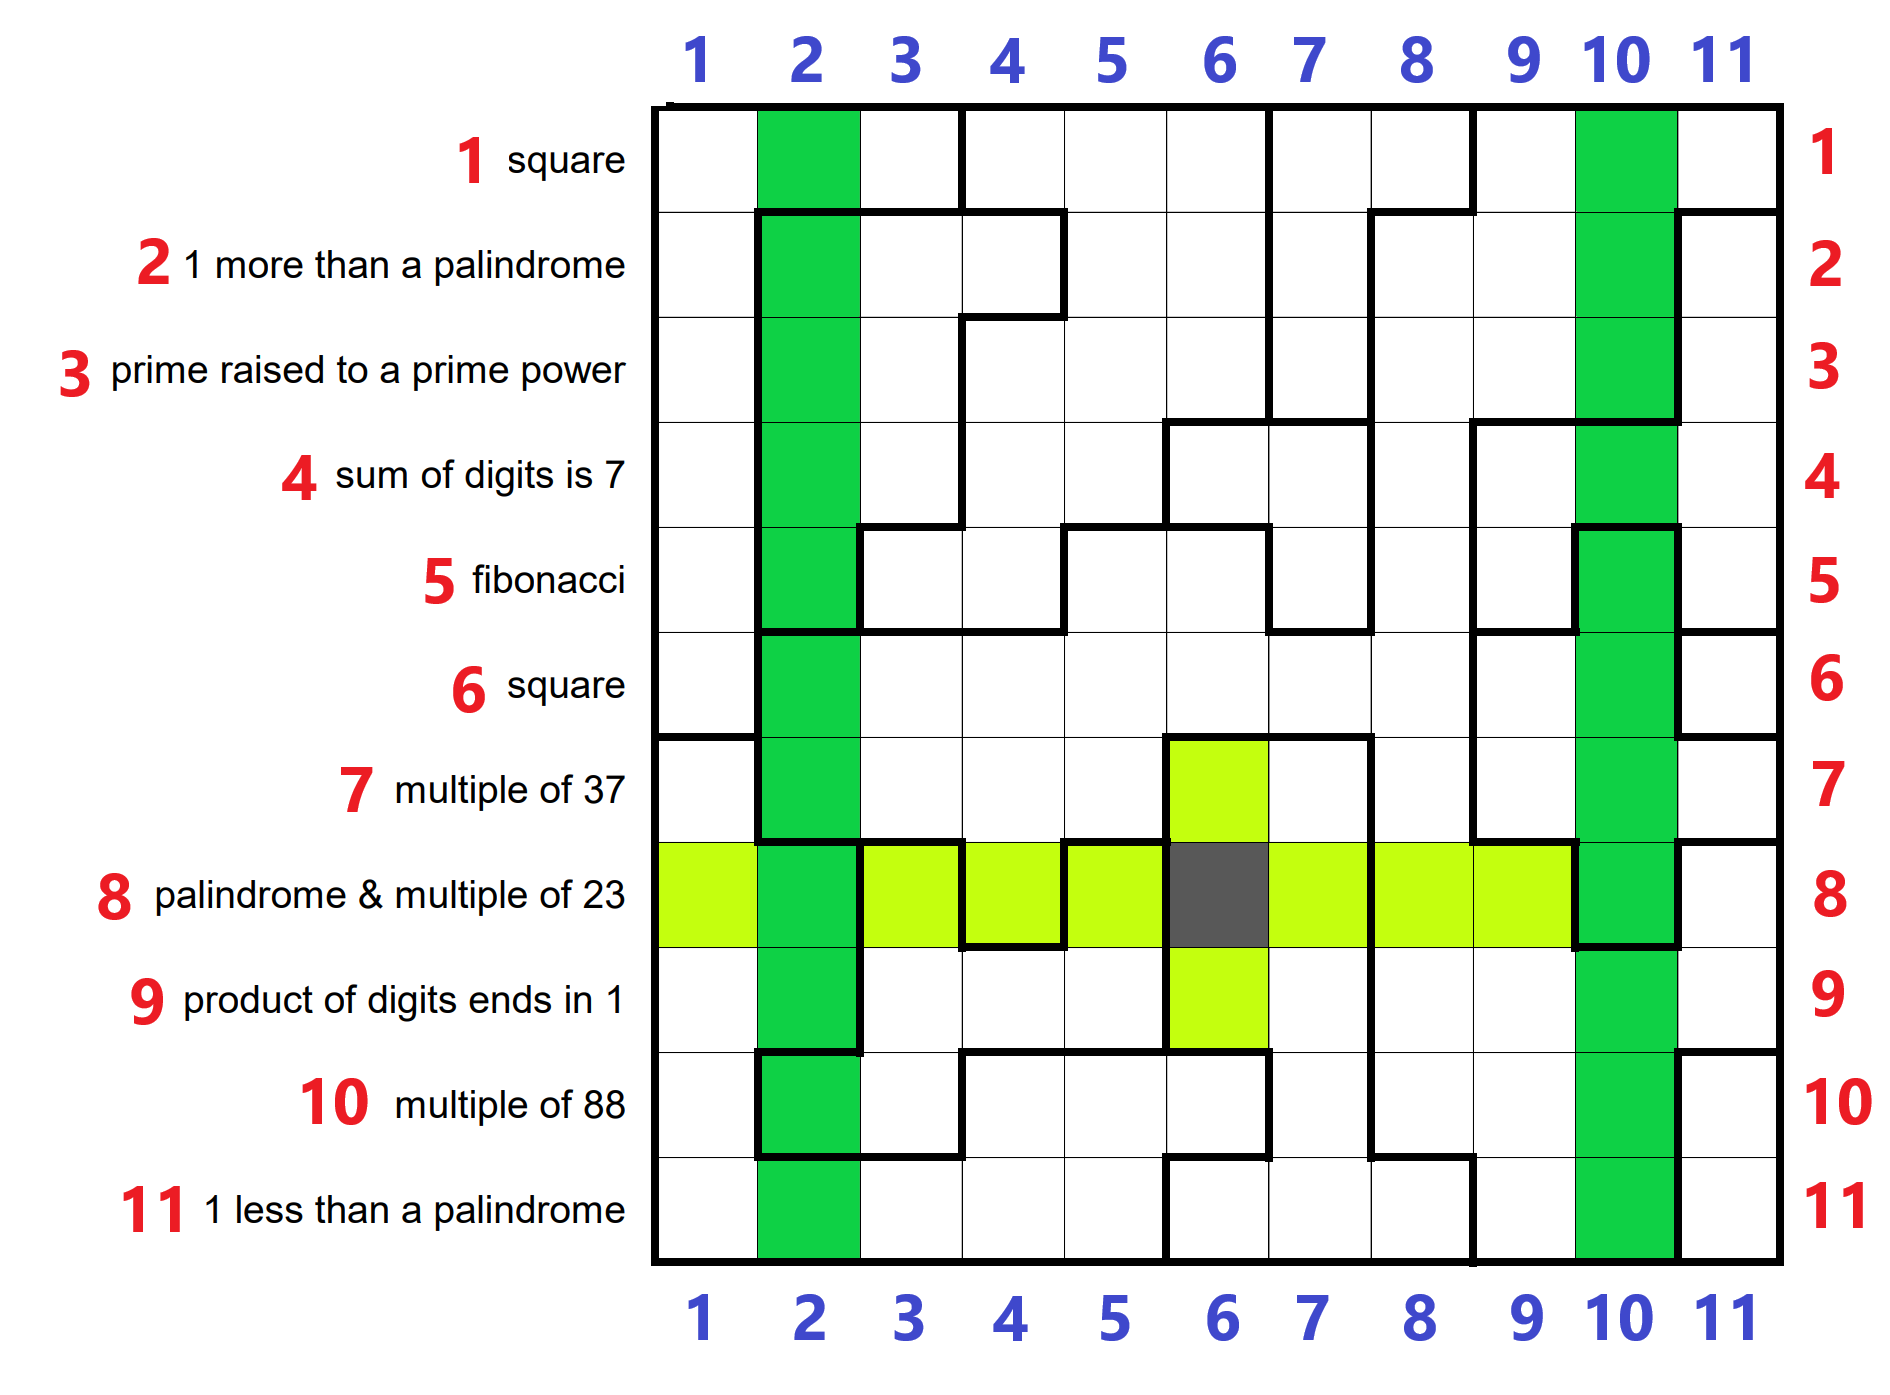 1 2 3 4 5 6 7 8 9 10 11
1 square 1
2 1 more than a palindrome 2
3 prime raised to a prime power 3
4 sum of digits is 7 4
5 fibonacci 5
6 square 6
7 multiple of 37 7
8 palindrome & multiple of 23 8
9 product of digits ends in 1 9
10 multiple of 88 10
11 1 less than a palindrome 11
1 2 3 4 5 6 7 8 9 10 11